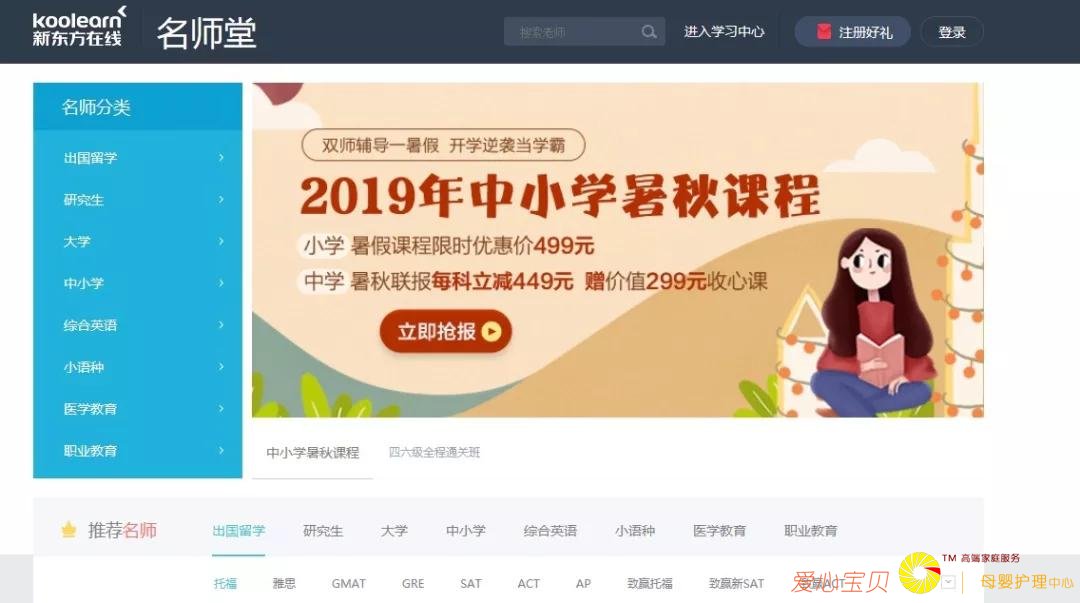 koolearn
新东方在线
名师堂
搜索老师
进入学习中心
注册好礼
登录
名师分类
出国留学
研究生
大学
中小学
综合英语
小语种
医学教育
职业教育
双师辅导一暑假 开学逆袭当学霸
2019年中小学暑秋课程
小学 暑假课程限时优惠价499元
中学 暑秋联报每科立减449元 赠价值299元收心课
立即抢报
中小学暑秋课程 四六级全程通关班
推荐名师 出国留学 研究生 大学 中小学 综合英语 小语种 医学教育 职业教育
托福 雅思 GMAT GRE SAT ACT AP 致赢托福 致赢新SAT 致赢ACT
爱心宝贝
TM 高端家庭服务
母婴护理中心